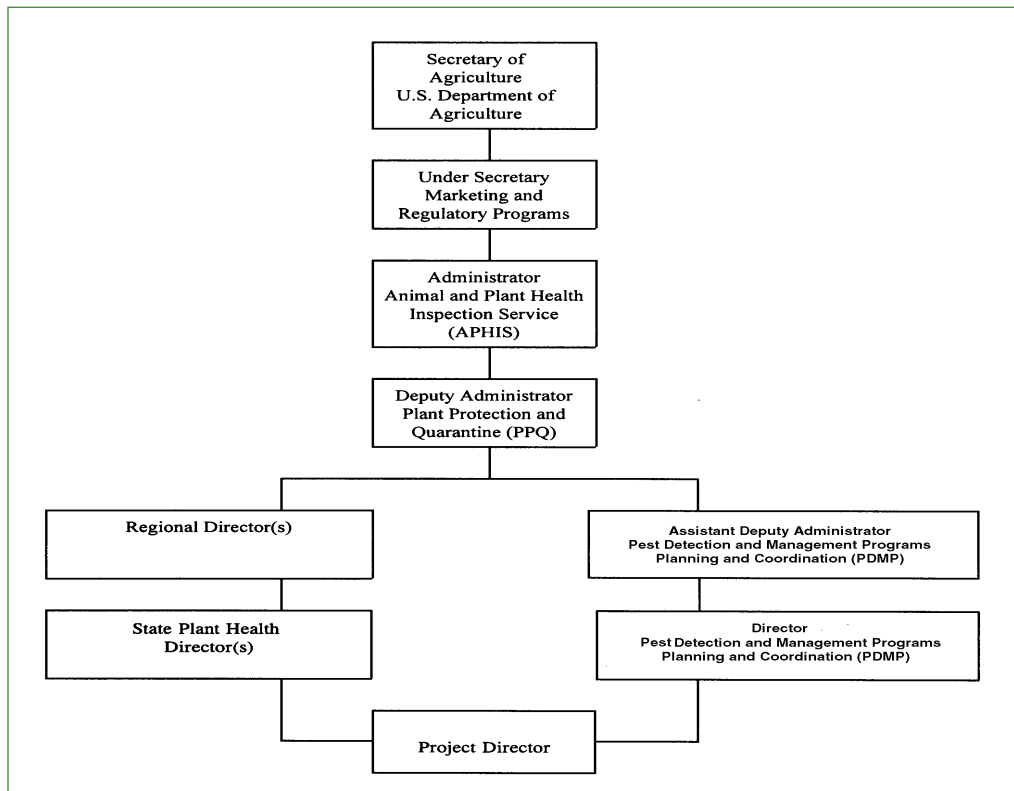 Secretary of
Agriculture
U.S. Department of
Agriculture
Under Secretary
Marketing and
Regulatory Programs
Administrator
Animal and Plant Health
Inspection Service
(APHIS)
Deputy Administrator
Plant Protection and
Quarantine (PPQ)
Regional Director(s)
Assistant Deputy Administrator
Pest Detection and Management Programs
Planning and Coordination (PDMP)
State Plant Health
Director(s)
Director
Pest Detection and Management Programs
Planning and Coordination (PDMP)
Project Director